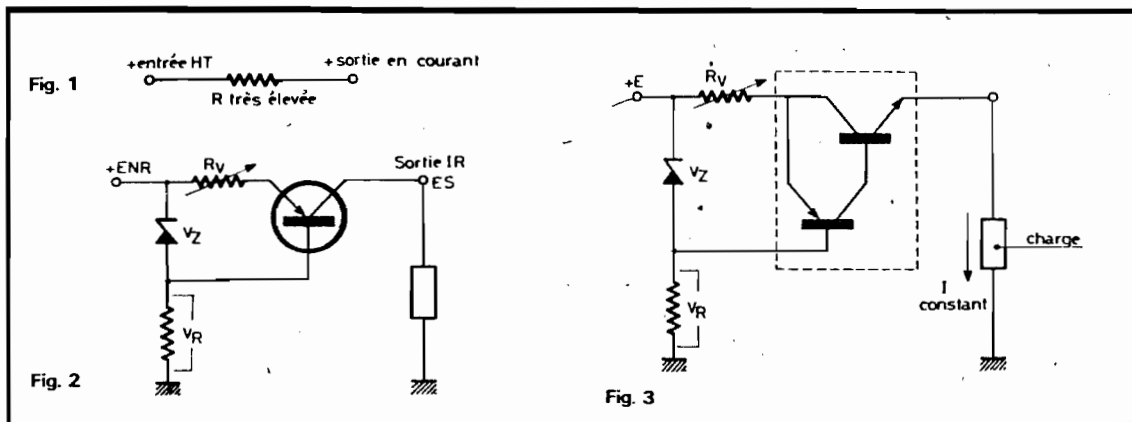 Fig. 1
+entrée HT
+sortie en courant
R très élevée
+ENR
RV
Sortie IR
ES
VZ
VR
Fig. 2
+E
RV
VZ
VR
charge
I
constant
Fig. 3